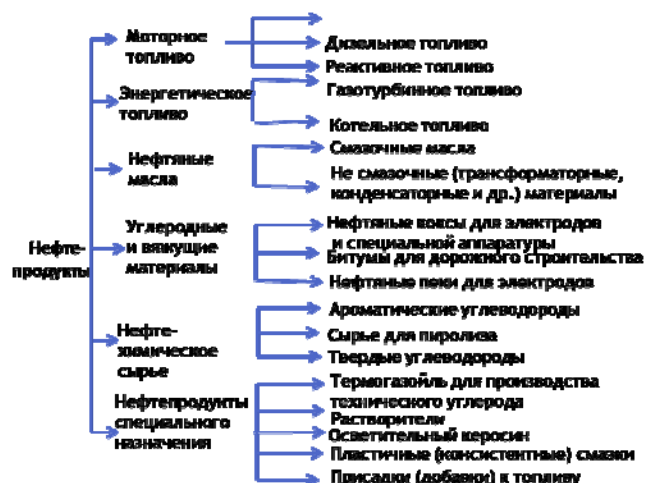 Моторное
топливо
Дизельное топливо
Реактивное топливо
Энергетическое
топливо
Газотурбинное топливо
Котельное топливо
Нефтяные
масла
Смазочные масла
Не смазочные (трансформаторные,
конденсаторные и др.) материалы
Нефте-
продукты
Углеродные
и вяжущие
материалы
Нефтяные коксы для электродов
и специальной аппаратуры
Битумы для дорожного строительства
Нефтяные пеки для электродов
Нефте-
химическое
сырье
Ароматические углеводороды
Сырье для пиролиза
Твердые углеводороды
Нефтепродукты
специального
назначения
Термогазойль для производства
технического углерода
Растворители
Осветительный керосин
Пластичные (консистентные) смазки
Присадки (добавки) к топливу